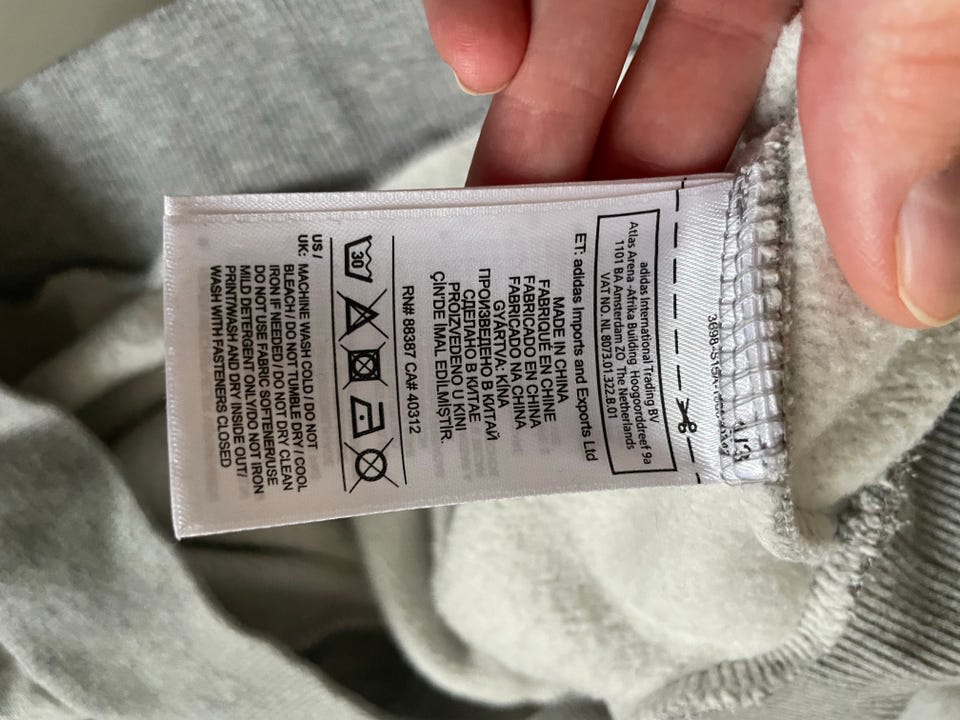 adidas International Trading BV
Atlas Arena -Afrika Building Hoogoorddreef 9a
1101 BA Amsterdam ZO The Netherlands
VAT NO. NL 8073.01.322.B.01
ET: adidas Imports and Exports Ltd
MADE IN CHINA
FABRIQUE EN CHINE
FABRICADO EN CHINA
FABRICADO NA CHINA
GYÁRTVA: KÍNA
ПРОИЗВЕДЕНО В КИТАЙ
СДЕЛАНО В КИТАЕ
PROIZVEDENO U KINI
ÇİN'DE İMAL EDİLMİŞTİR.
RN# 88387 CA# 40312
30
US /
UK: MACHINE WASH COLD / DO NOT
BLEACH / DO NOT TUMBLE DRY / COOL
IRON IF NEEDED / DO NOT DRY CLEAN
DO NOT USE FABRIC SOFTENER/USE
MILD DETERGENT ONLY/DO NOT IRON
PRINT/WASH AND DRY INSIDE OUT/
WASH WITH FASTENERS CLOSED